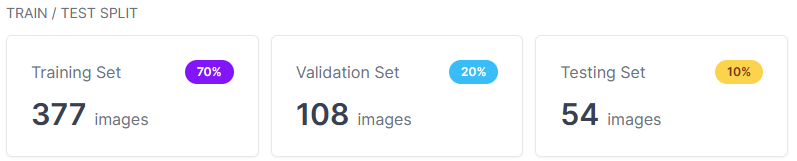 TRAIN / TEST SPLIT
Training Set 70%
377 images
Validation Set 20%
108 images
Testing Set 10%
54 images